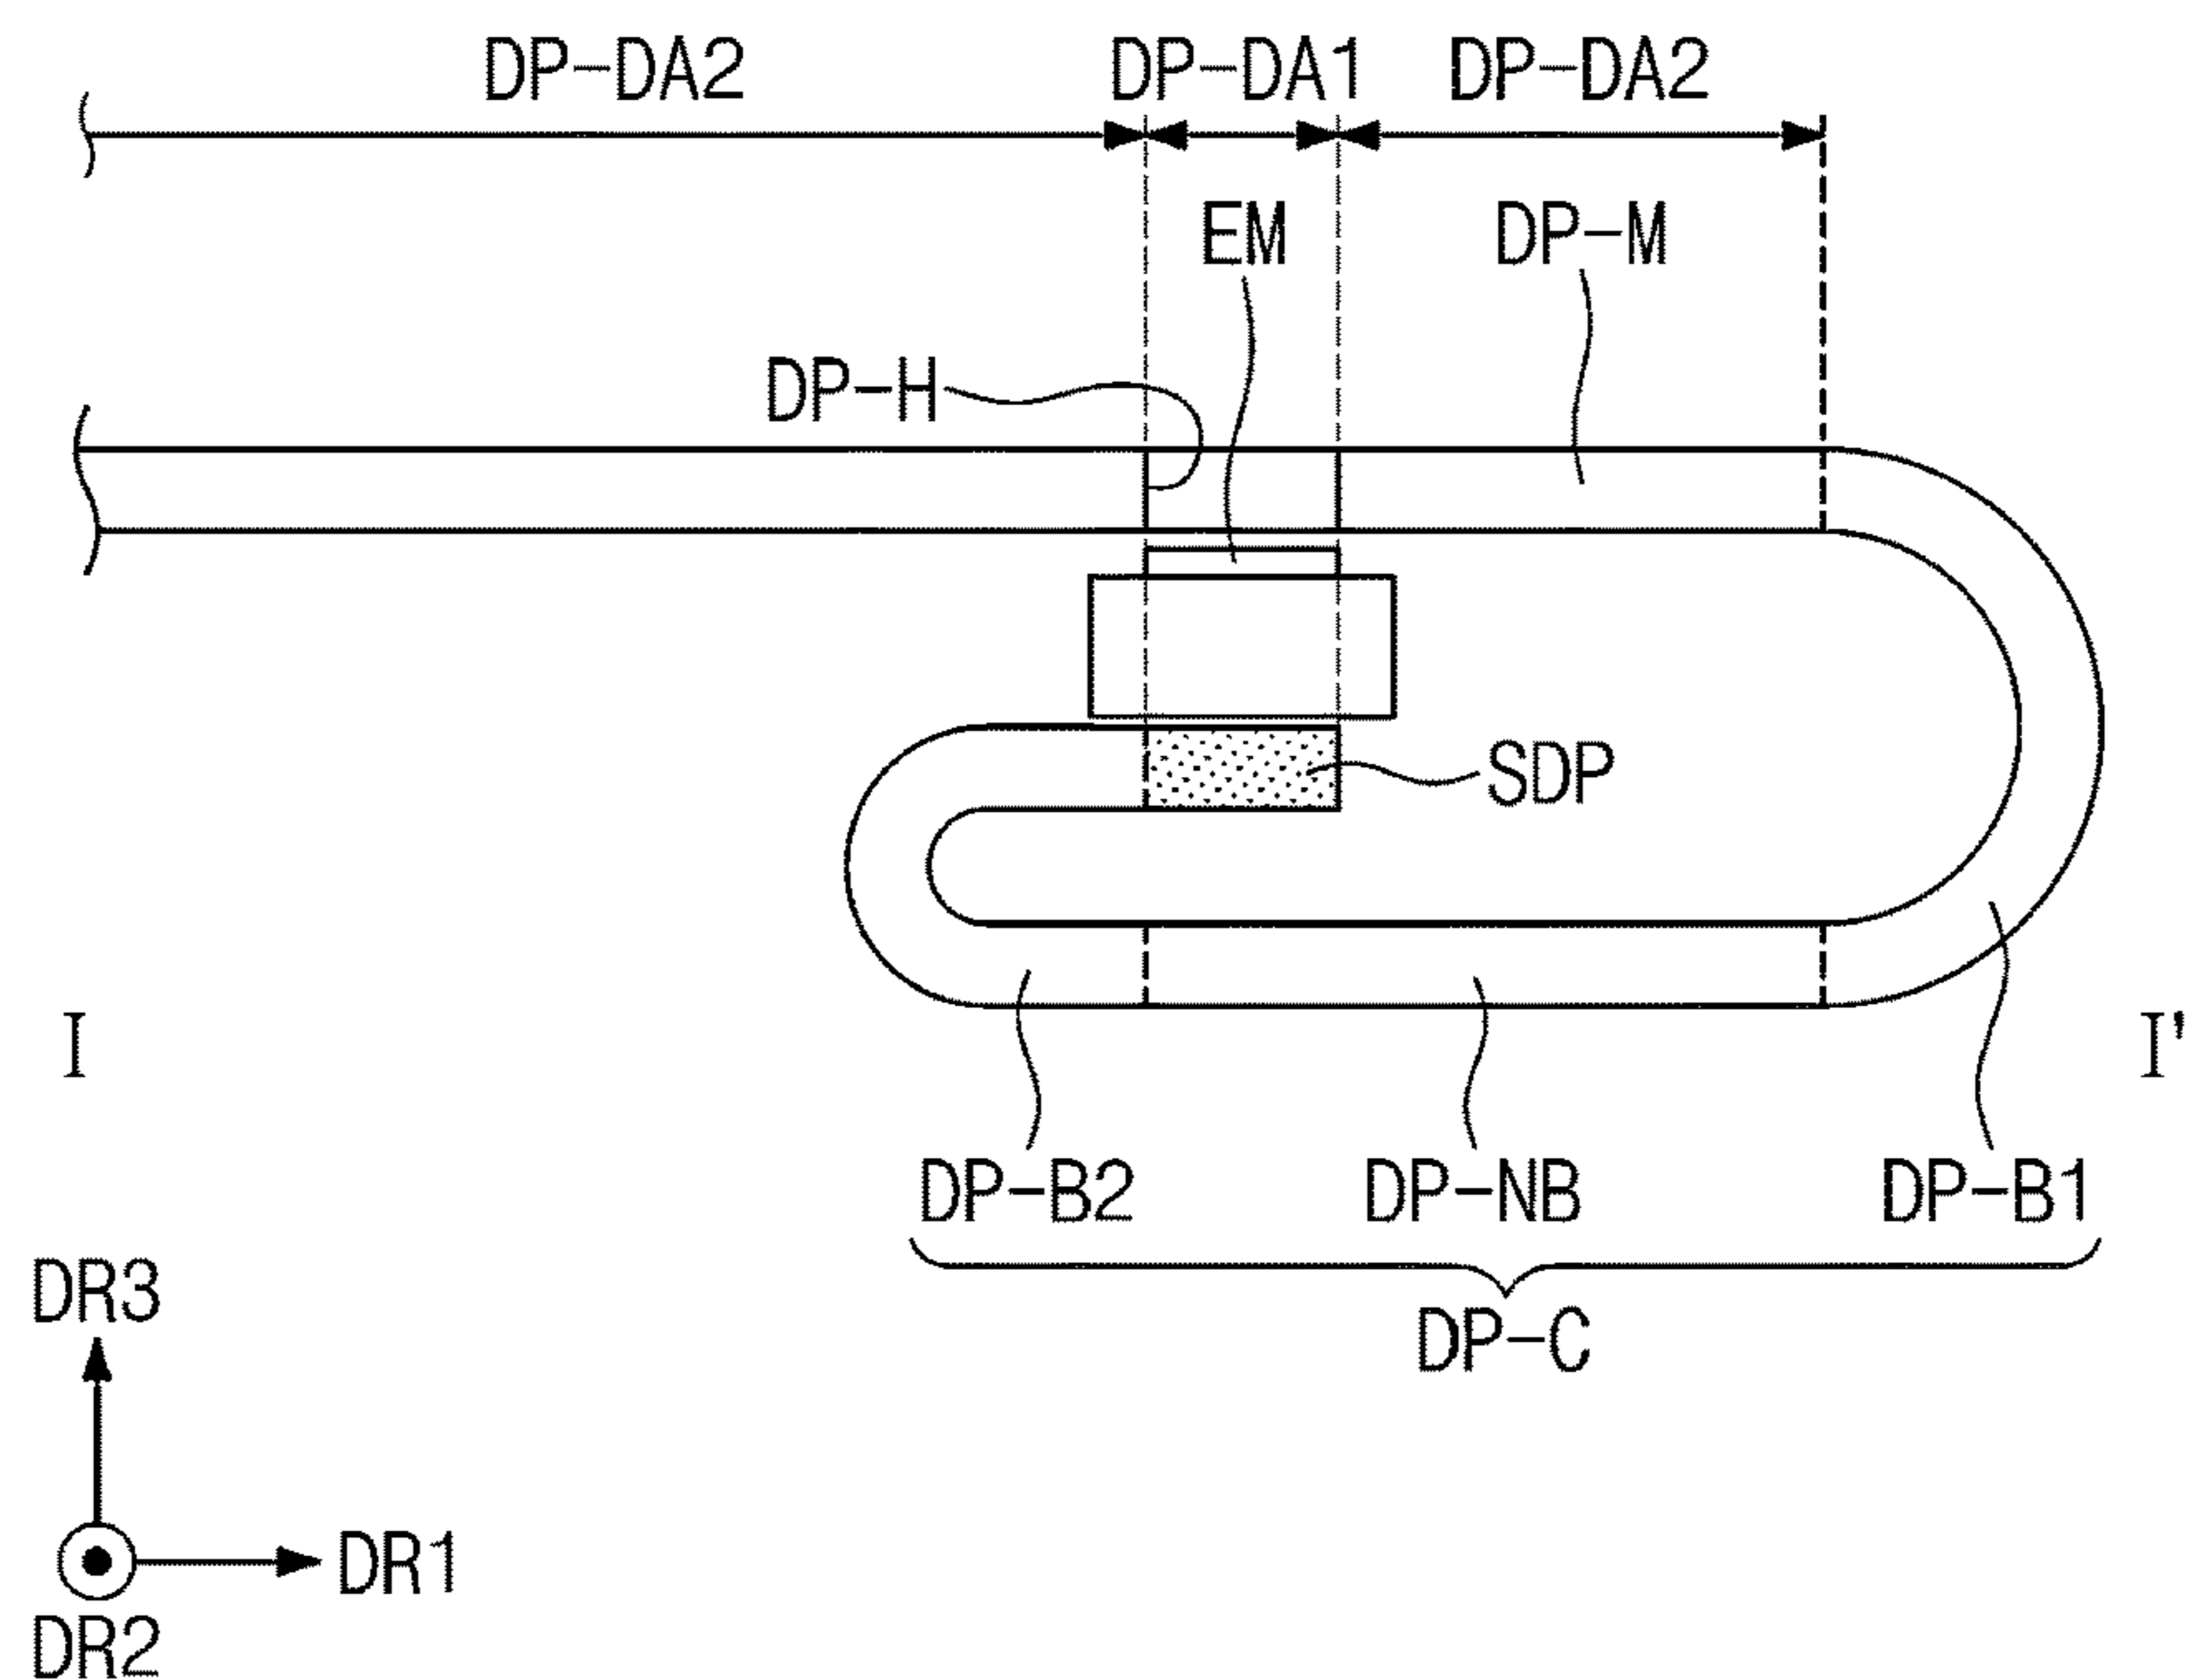 DP-DA2 DP-DA1 DP-DA2
EM DP-M
DP-H
SDP
I I'
DP-B2 DP-NB DP-B1
DP-C
DR3
DR1
DR2